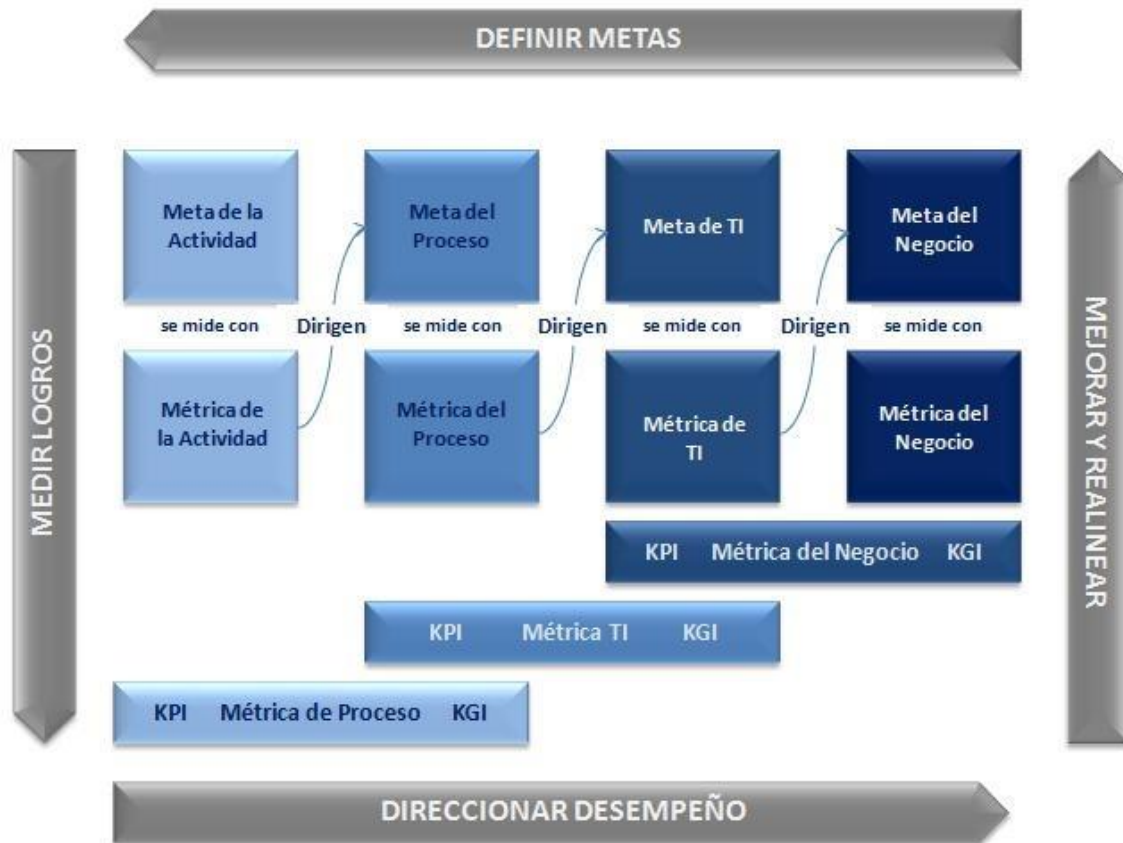 DEFINIR METAS
MEDIR LOGROS
MEJORAR Y REALINEAR
Meta de la
Actividad
Meta del
Proceso
Meta de TI
Meta del
Negocio
se mide con
Dirigen
se mide con
Dirigen
se mide con
Dirigen
se mide con
Métrica de
la Actividad
Métrica del
Proceso
Métrica de
TI
Métrica del
Negocio
KPI Métrica del Negocio KGI
KPI Métrica TI KGI
KPI Métrica de Proceso KGI
DIRECCIONAR DESEMPEÑO